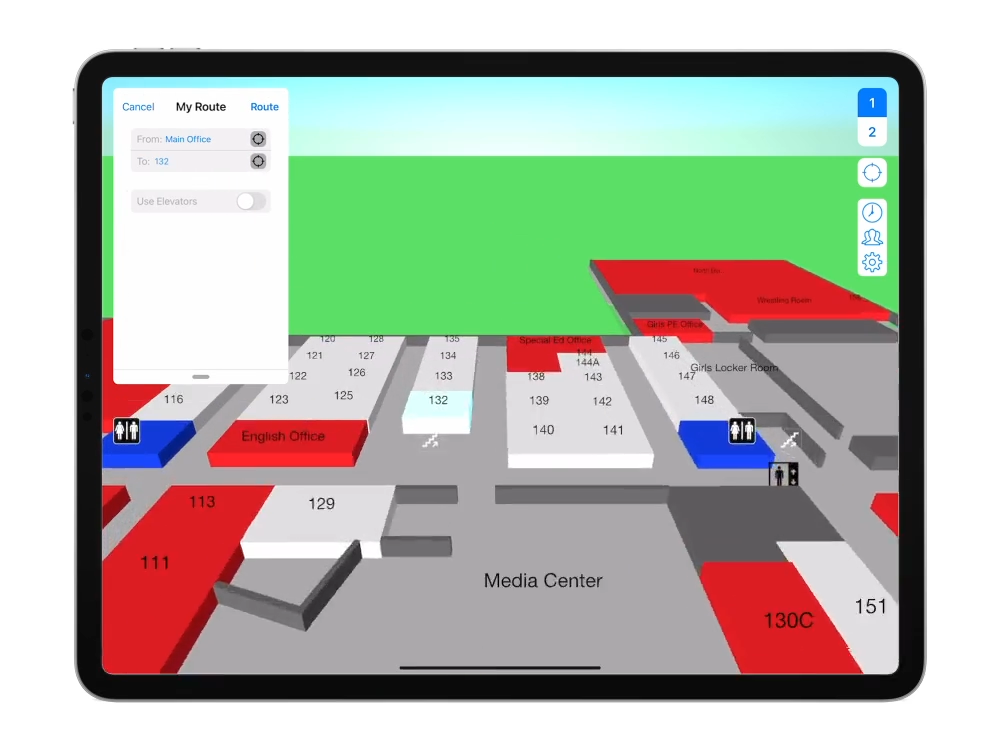 Cancel My Route Route
From: Main Office
To: 132
Use Elevators
1
2
Wrestling Room
Girls PE Office
120 128 135 Special Ed Office 145
121 127 134 144 146
144A Girls Locker Room
122 126 133 138 143 147
116 123 125 132 139 142 148
English Office 140 141
113 129
111 Media Center
130C 151